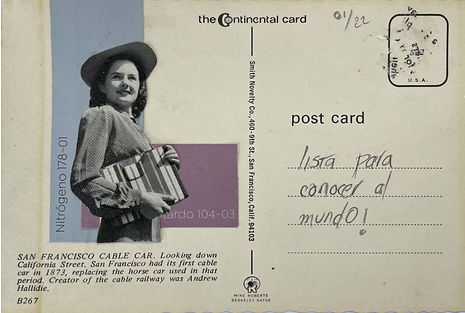 the Continental card
01/22
U.S.A.
Smith Novelty Co., 460-9th St., San Francisco, Calif. 94103
post card
lista para
conocer al
mundo!
Nitrógeno 178-01
ardo 104-03
SAN FRANCISCO CABLE CAR. Looking down
California Street. San Francisco had its first cable
car in 1873, replacing the horse car used in that
period. Creator of the cable railway was Andrew
Hallidie.
B267
MIKE ROBERTS
BERKELEY 94710